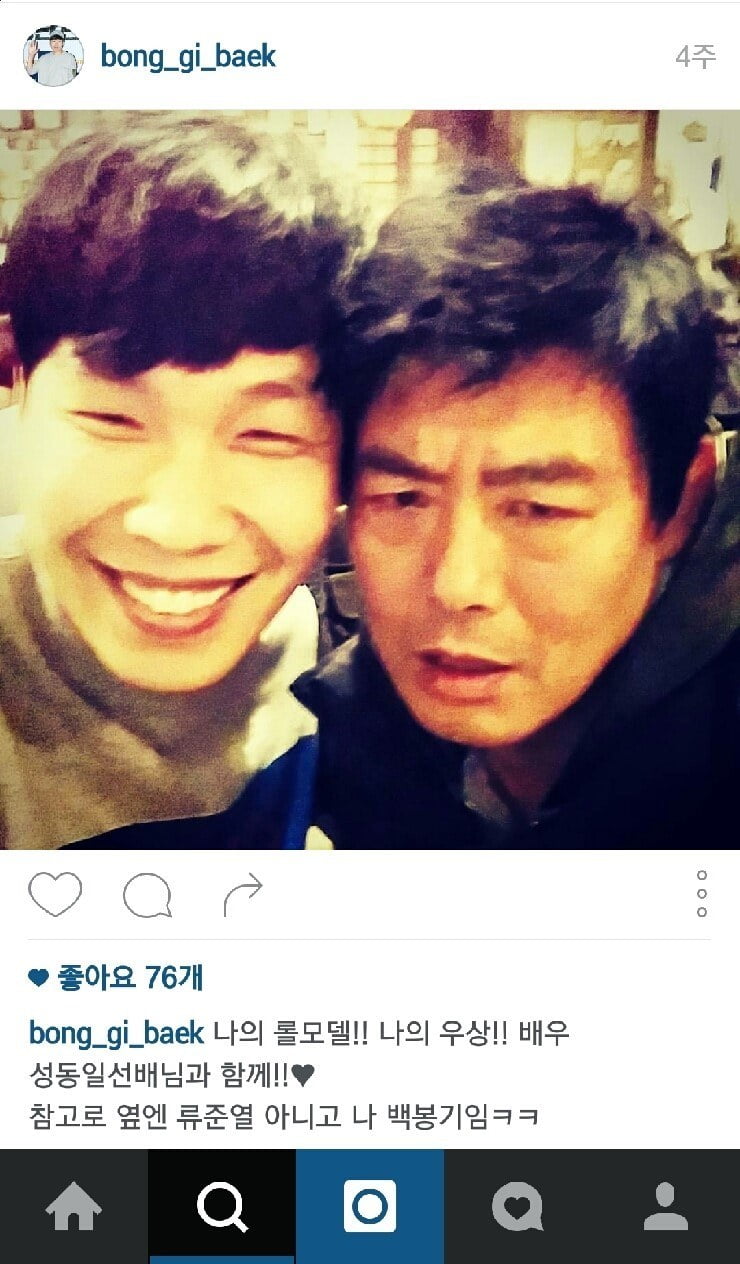 bong_gi_baek
4주
좋아요 76개
bong_gi_baek 나의 롤모델!! 나의 우상!! 배우
성동일선배님과 함께!!♥
참고로 옆엔 류준열 아니고 나 백봉기임ㅋㅋ